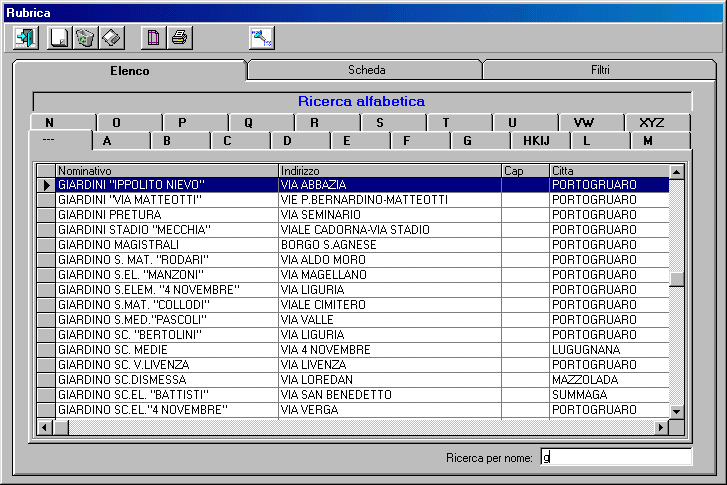 Rubrica
Elenco Scheda Filtri
Ricerca alfabetica
N O P Q R S T U VW XYZ
--- A B C D E F G HKIJ L M
Nominativo Indirizzo Cap Citta
GIARDINI "IPPOLITO NIEVO" VIA ABBAZIA PORTOGRUARO
GIARDINI "VIA MATTEOTTI" VIE P.BERNARDINO-MATTEOTTI PORTOGRUARO
GIARDINI PRETURA VIA SEMINARIO PORTOGRUARO
GIARDINI STADIO "MECCHIA" VIALE CADORNA-VIA STADIO PORTOGRUARO
GIARDINO MAGISTRALI BORGO S.AGNESE PORTOGRUARO
GIARDINO S. MAT. "RODARI" VIA ALDO MORO PORTOGRUARO
GIARDINO S.EL. "MANZONI" VIA MAGELLANO PORTOGRUARO
GIARDINO S.ELEM. "4 NOVEMBRE" VIA LIGURIA PORTOGRUARO
GIARDINO S.MAT. "COLLODI" VIALE CIMITERO PORTOGRUARO
GIARDINO S.MED."PASCOLI" VIA VALLE PORTOGRUARO
GIARDINO SC. "BERTOLINI" VIA LIGURIA PORTOGRUARO
GIARDINO SC. MEDIE VIA 4 NOVEMBRE LUGUGNANA
GIARDINO SC. V.LIVENZA VIA LIVENZA PORTOGRUARO
GIARDINO SC.DISMESSA VIA LOREDAN MAZZOLADA
GIARDINO SC.EL. "BATTISTI" VIA SAN BENEDETTO SUMMAGA
GIARDINO SC.EL."4 NOVEMBRE" VIA VERGA PORTOGRUARO
Ricerca per nome: g